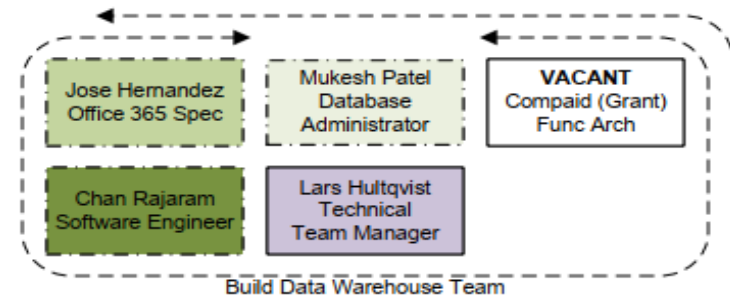 Jose Hernandez
Office 365 Spec
Mukesh Patel
Database
Administrator
VACANT
Compaid (Grant)
Func Arch
Chan Rajaram
Software Engineer
Lars Hultqvist
Technical
Team Manager
Build Data Warehouse Team